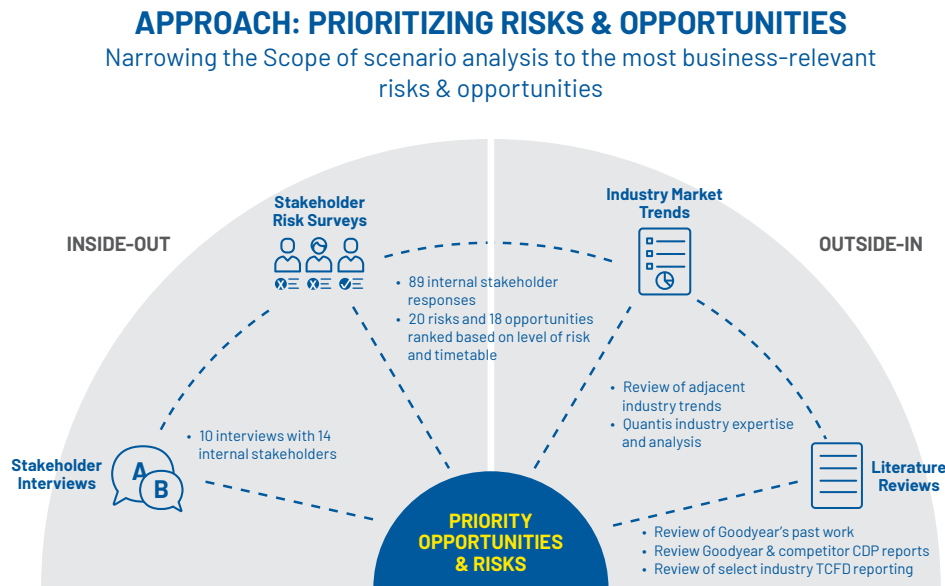 APPROACH: PRIORITIZING RISKS & OPPORTUNITIES
Narrowing the Scope of scenario analysis to the most business-relevant
risks & opportunities
INSIDE-OUT
Stakeholder
Risk Surveys
• 89 internal stakeholder
responses
• 20 risks and 18 opportunities
ranked based on level of risk
and timetable
Stakeholder
Interviews
A
B
• 10 interviews with 14
internal stakeholders
OUTSIDE-IN
Industry Market
Trends
• Review of adjacent
industry trends
• Quantis industry expertise
and analysis
Literature
Reviews
• Review of Goodyear's past work
• Review Goodyear & competitor CDP reports
• Review of select industry TCFD reporting
PRIORITY
OPPORTUNITIES
& RISKS